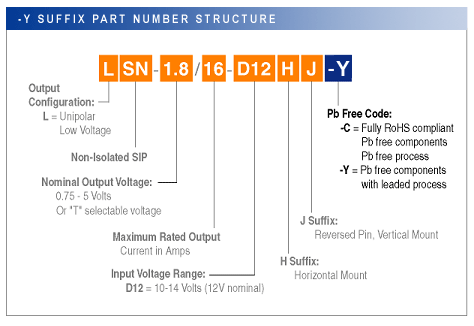 -Y SUFFIX PART NUMBER STRUCTURE
L SN - 1.8 / 16 - D12 H J -Y
Output
Configuration:
L = Unipolar
Low Voltage
Non-Isolated SIP
Nominal Output Voltage:
0.75 - 5 Volts
Or "T" selectable voltage
Maximum Rated Output
Current in Amps
Input Voltage Range:
D12 = 10-14 Volts (12V nominal)
Pb Free Code:
-C = Fully RoHS compliant
Pb free components
Pb free process
-Y = Pb free components
with leaded process
J Suffix:
Reversed Pin, Vertical Mount
H Suffix:
Horizontal Mount